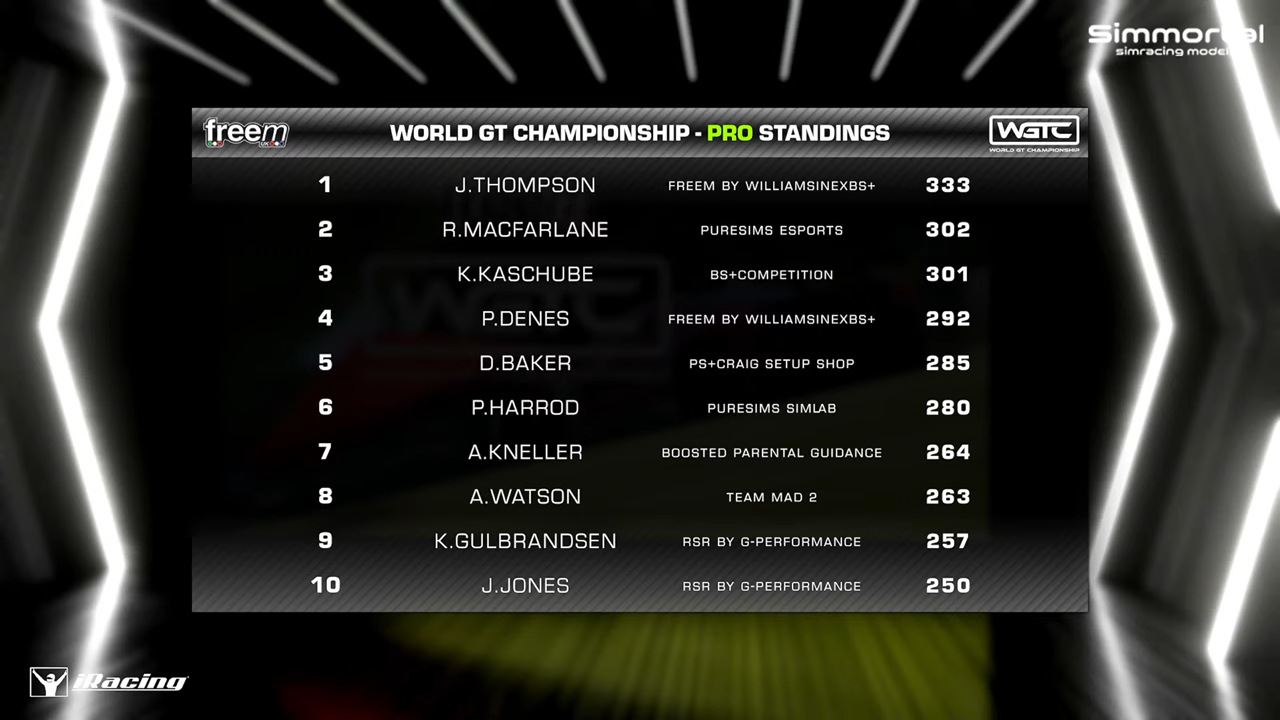 Simmortal
simracing model
freem
UK
WORLD GT CHAMPIONSHIP - PRO STANDINGS
WGTC
WORLD GT CHAMPIONSHIP
1 J.THOMPSON FREEM BY WILLIAMSINEXBS+ 333
2 R.MACFARLANE PURESIMS ESPORTS 302
3 K.KASCHUBE BS+COMPETITION 301
4 P.DENES FREEM BY WILLIAMSINEXBS+ 292
5 D.BAKER PS+CRAIG SETUP SHOP 285
6 P.HARROD PURESIMS SIMLAB 280
7 A.KNELLER BOOSTED PARENTAL GUIDANCE 264
8 A.WATSON TEAM MAD 2 263
9 K.GULBRANDSEN RSR BY G-PERFORMANCE 257
10 J.JONES RSR BY G-PERFORMANCE 250
iRacing